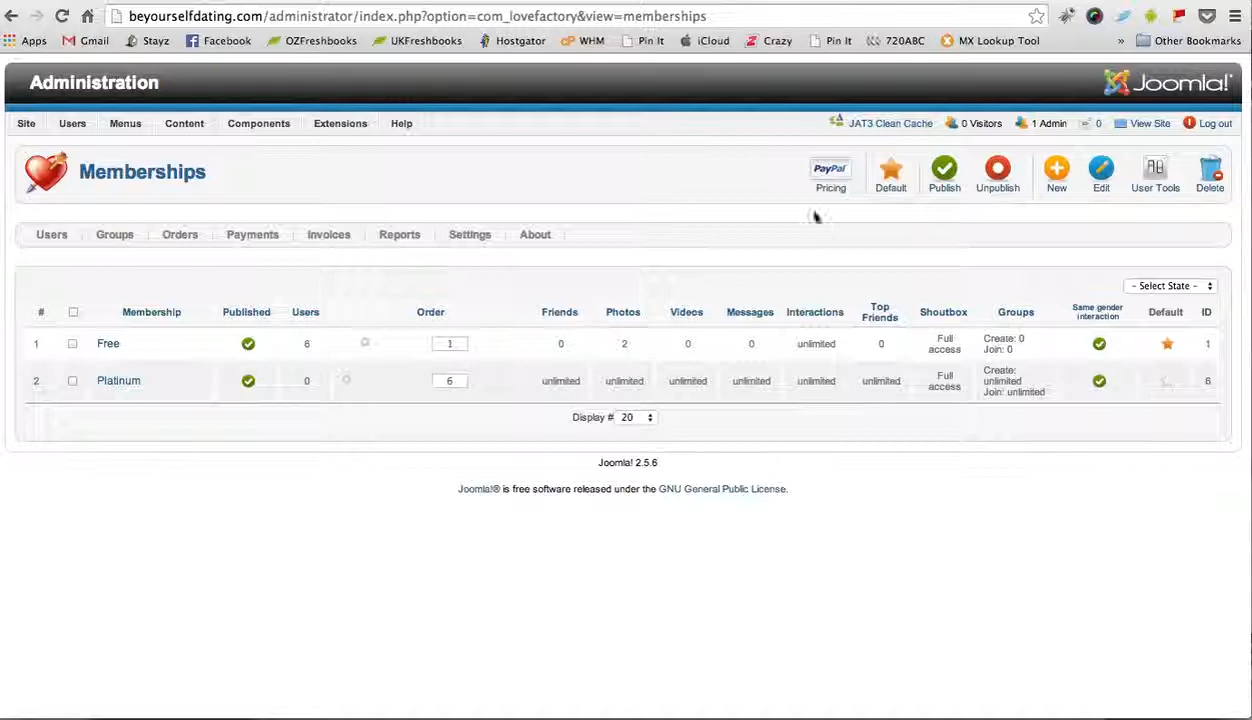 beyourselfdating.com/administrator/index.php?option=com_lovefactory&view=memberships
Apps Gmail Stayz Facebook OZFreshbooks UKFreshbooks Hostgator cP WHM Pin It iCloud Z Crazy Pin It 720ABC MX Lookup Tool » Other Bookmarks
Administration Joomla!
Site Users Menus Content Components Extensions Help JAT3 Clean Cache 0 Visitors 1 Admin 0 View Site Log out
Memberships PayPal Pricing Default Publish Unpublish New Edit User Tools Delete
Users Groups Orders Payments Invoices Reports Settings About
- Select State -
# Membership Published Users Order Friends Photos Videos Messages Interactions Top Friends Shoutbox Groups Same gender interaction Default ID
1 Free 6 1 0 2 0 0 unlimited 0 Full access Create: 0 Join: 0 1
2 Platinum 0 6 unlimited unlimited unlimited unlimited unlimited unlimited Full access Create: unlimited Join: unlimited 6
Display # 20
Joomla! 2.5.6
Joomla!® is free software released under the GNU General Public License.